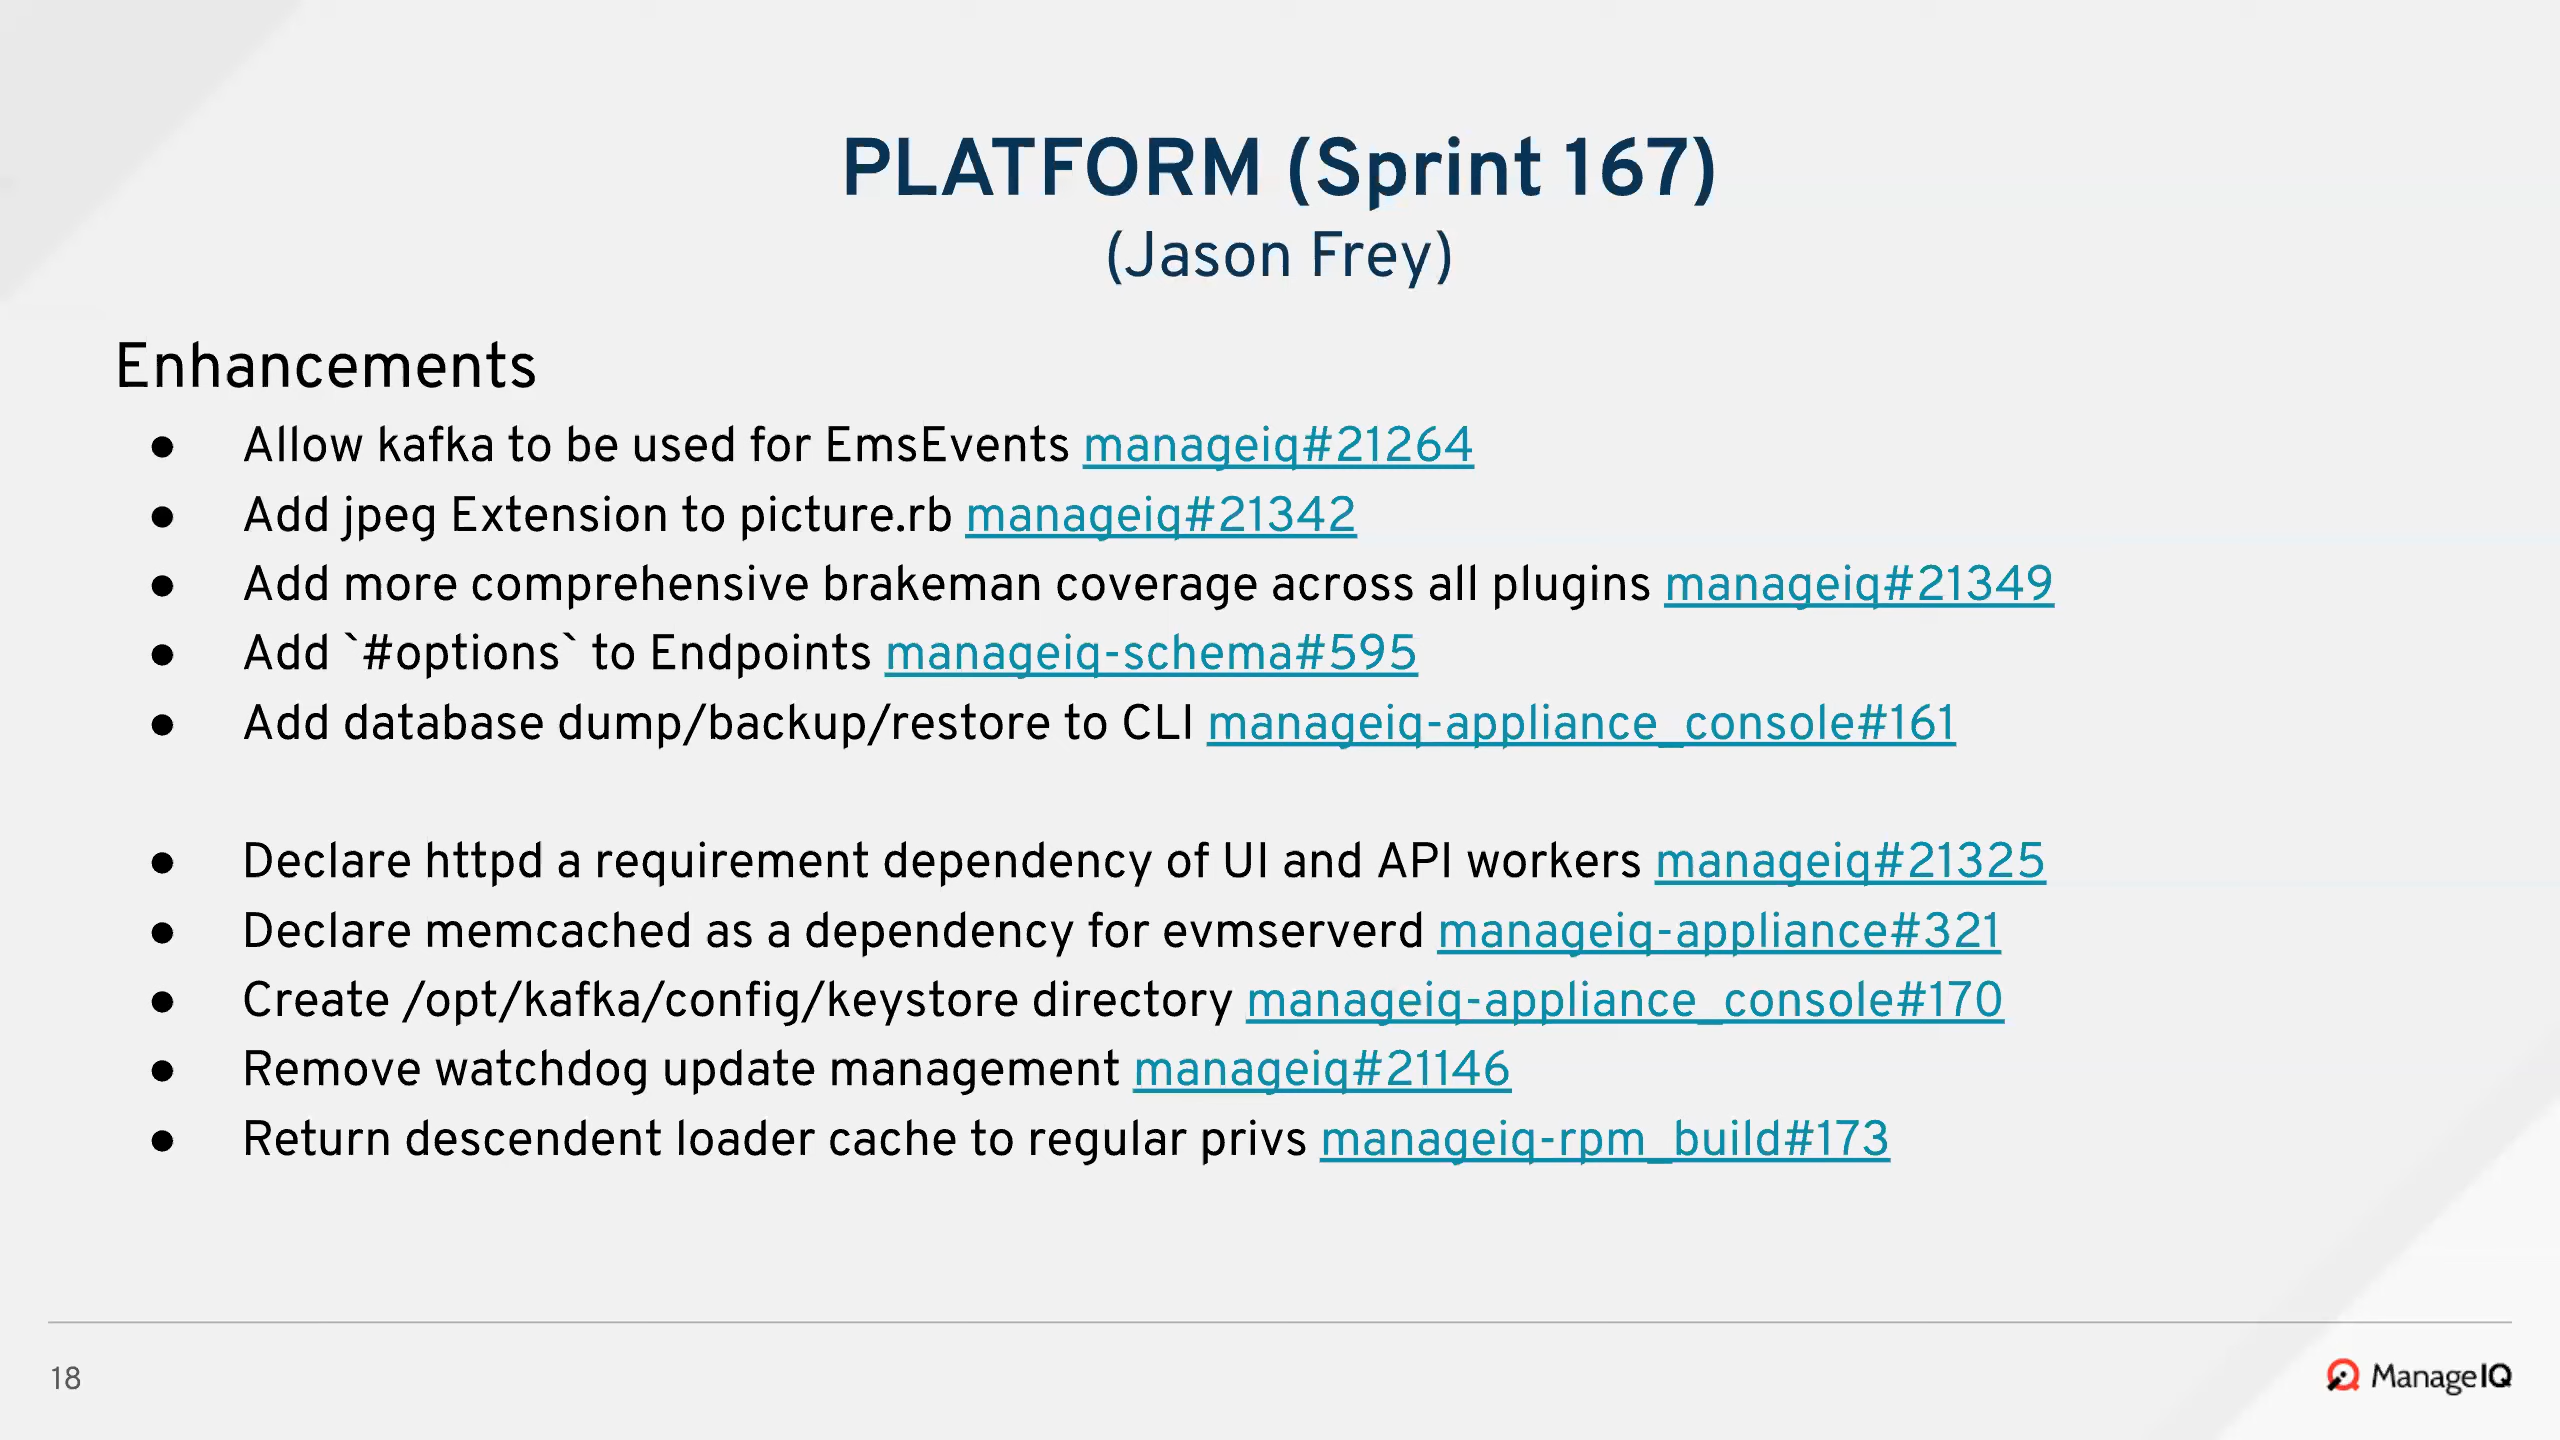 PLATFORM (Sprint 167)
(Jason Frey)
Enhancements
● Allow kafka to be used for EmsEvents manageiq#21264
● Add jpeg Extension to picture.rb manageiq#21342
● Add more comprehensive brakeman coverage across all plugins manageiq#21349
● Add `#options` to Endpoints manageiq-schema#595
● Add database dump/backup/restore to CLI manageiq-appliance_console#161
● Declare httpd a requirement dependency of UI and API workers manageiq#21325
● Declare memcached as a dependency for evmserverd manageiq-appliance#321
● Create /opt/kafka/config/keystore directory manageiq-appliance_console#170
● Remove watchdog update management manageiq#21146
● Return descendent loader cache to regular privs manageiq-rpm_build#173
18
ManageIQ